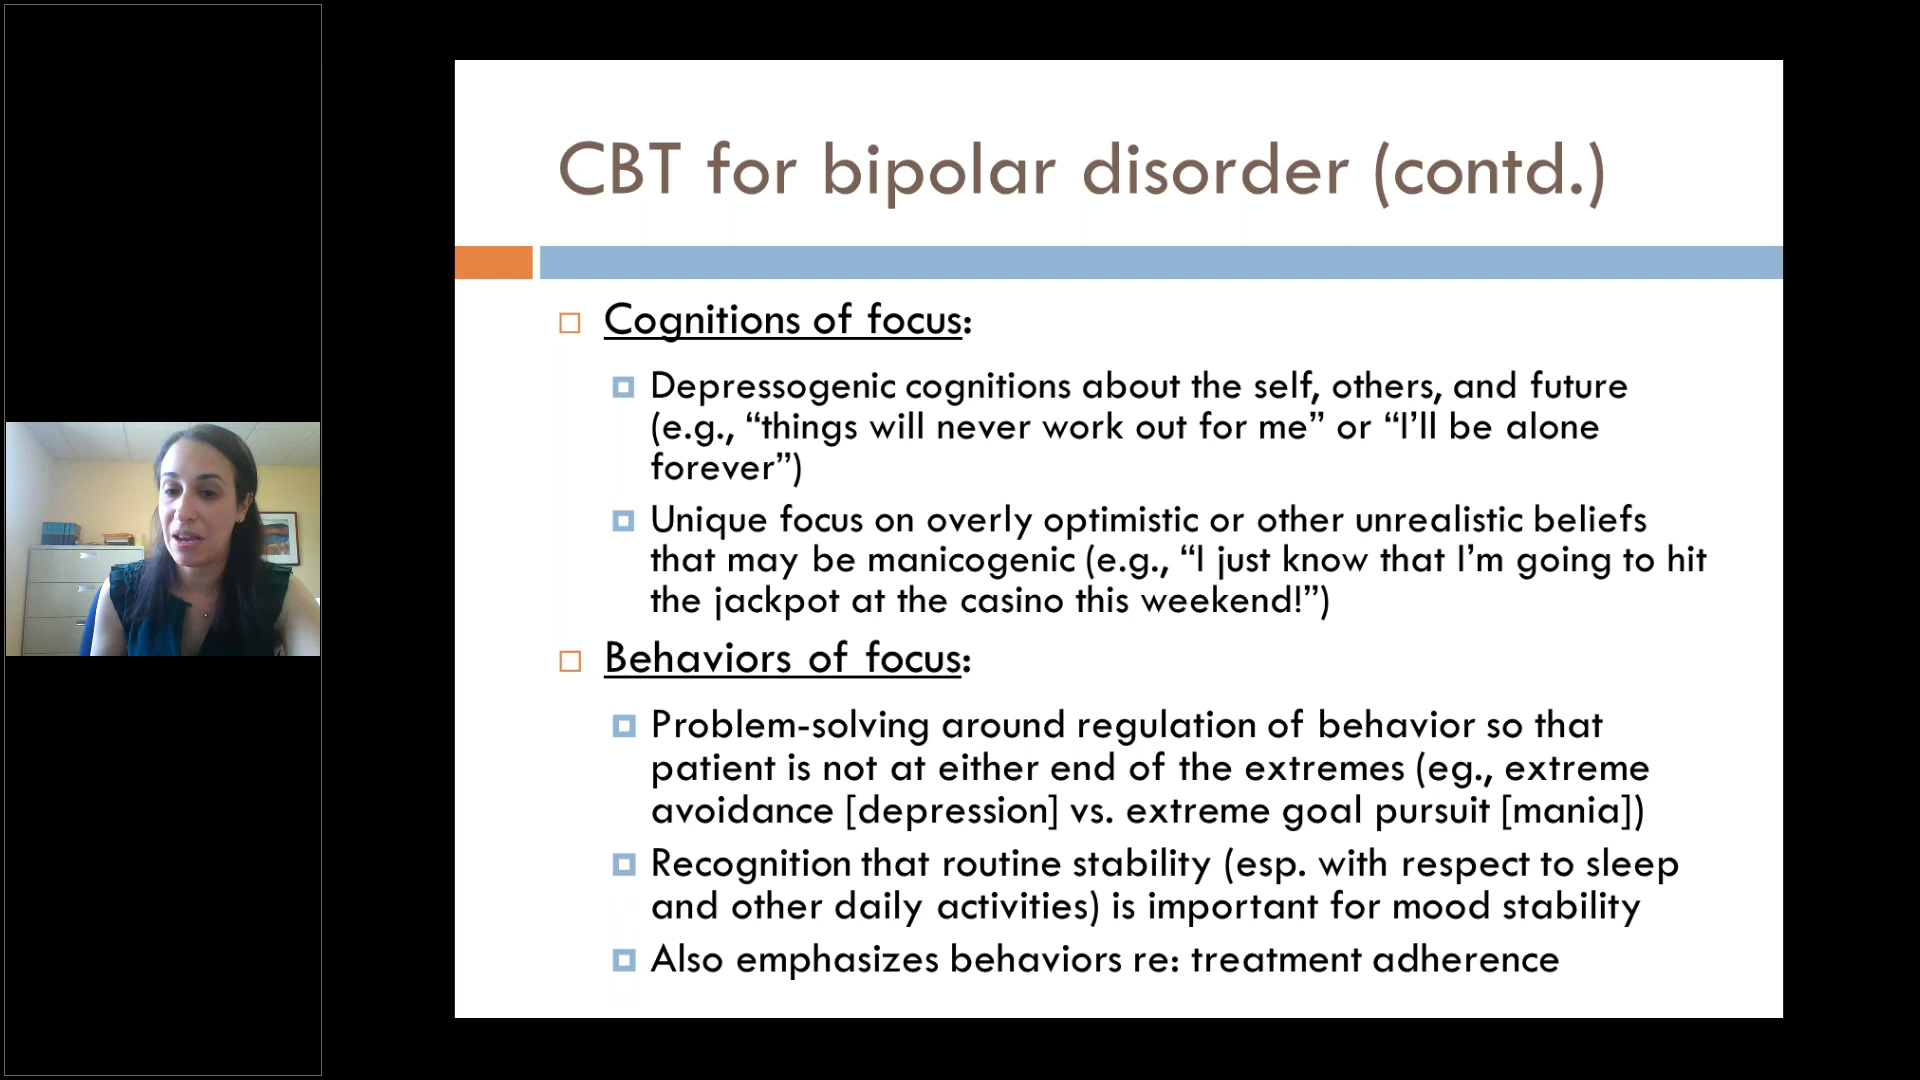 CBT for bipolar disorder (contd.)
Cognitions of focus:
Depressogenic cognitions about the self, others, and future
(e.g., “things will never work out for me” or “I’ll be alone
forever”)
Unique focus on overly optimistic or other unrealistic beliefs
that may be manicogenic (e.g., “I just know that I’m going to hit
the jackpot at the casino this weekend!”)
Behaviors of focus:
Problem-solving around regulation of behavior so that
patient is not at either end of the extremes (eg., extreme
avoidance [depression] vs. extreme goal pursuit [mania])
Recognition that routine stability (esp. with respect to sleep
and other daily activities) is important for mood stability
Also emphasizes behaviors re: treatment adherence